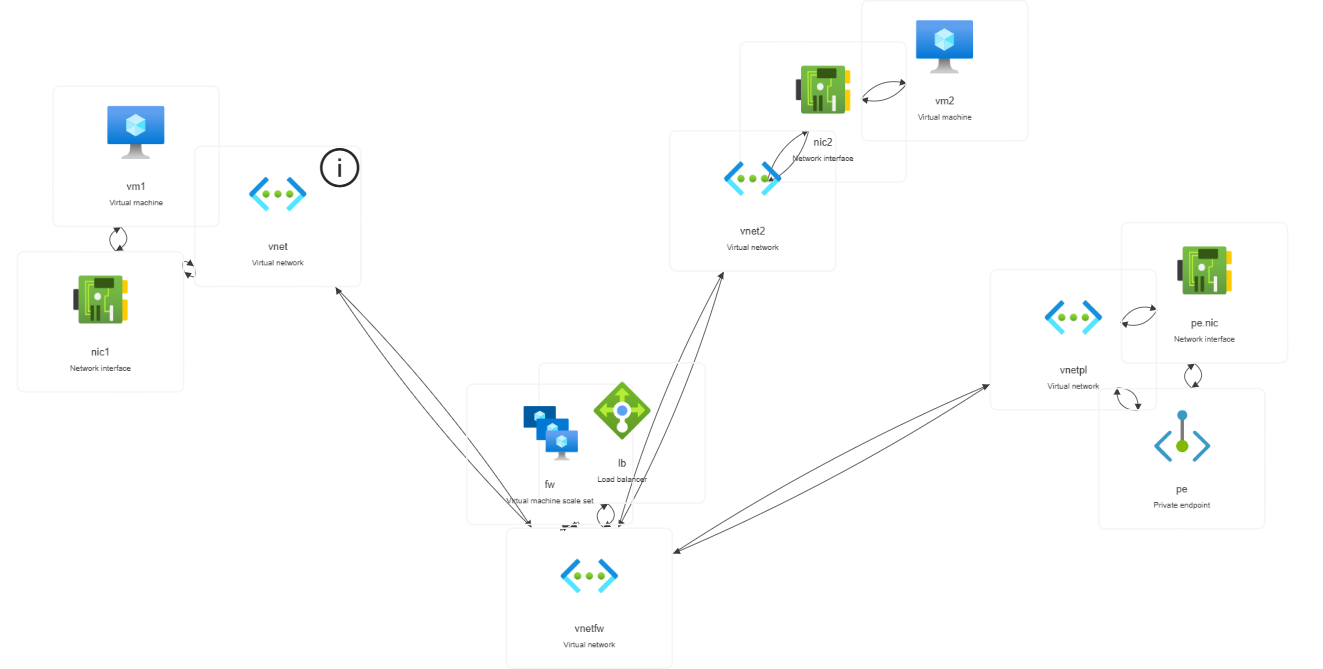 vm2
Virtual machine
nic2
Network interface
vm1
Virtual machine
i
vnet
Virtual network
vnet2
Virtual network
nic1
Network interface
pe.nic
Network interface
vnetpl
Virtual network
lb
Load balancer
fw
Virtual machine scale set
pe
Private endpoint
vnetfw
Virtual network